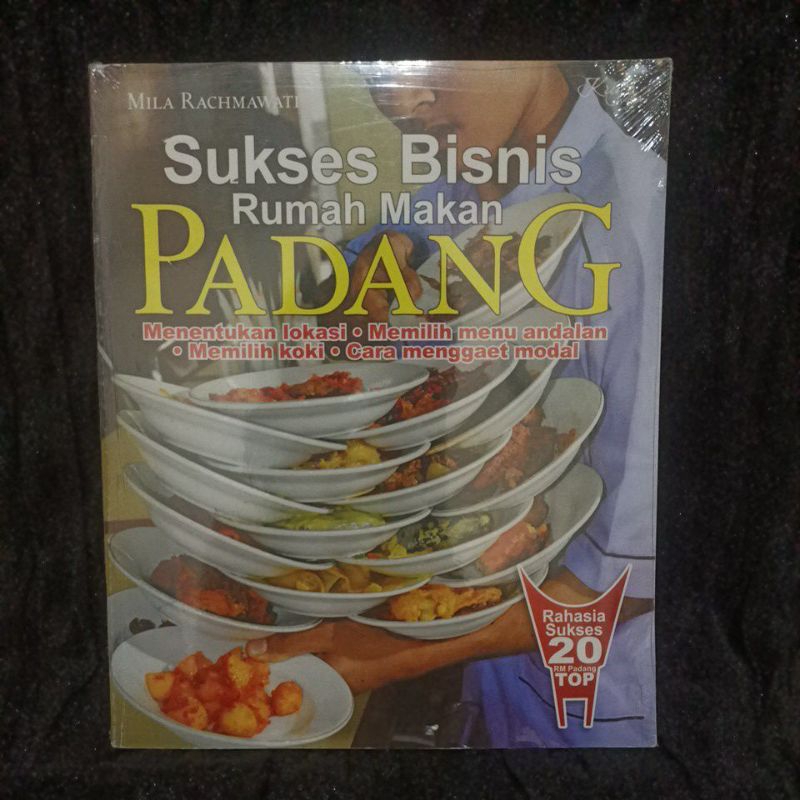 MILA RACHMAWATI
Sukses Bisnis
Rumah Makan
PADANG
Menentukan lokasi • Memilih menu andalan
• Memilih koki • Cara menggaet modal
Rahasia
Sukses
20
RM Padang
TOP